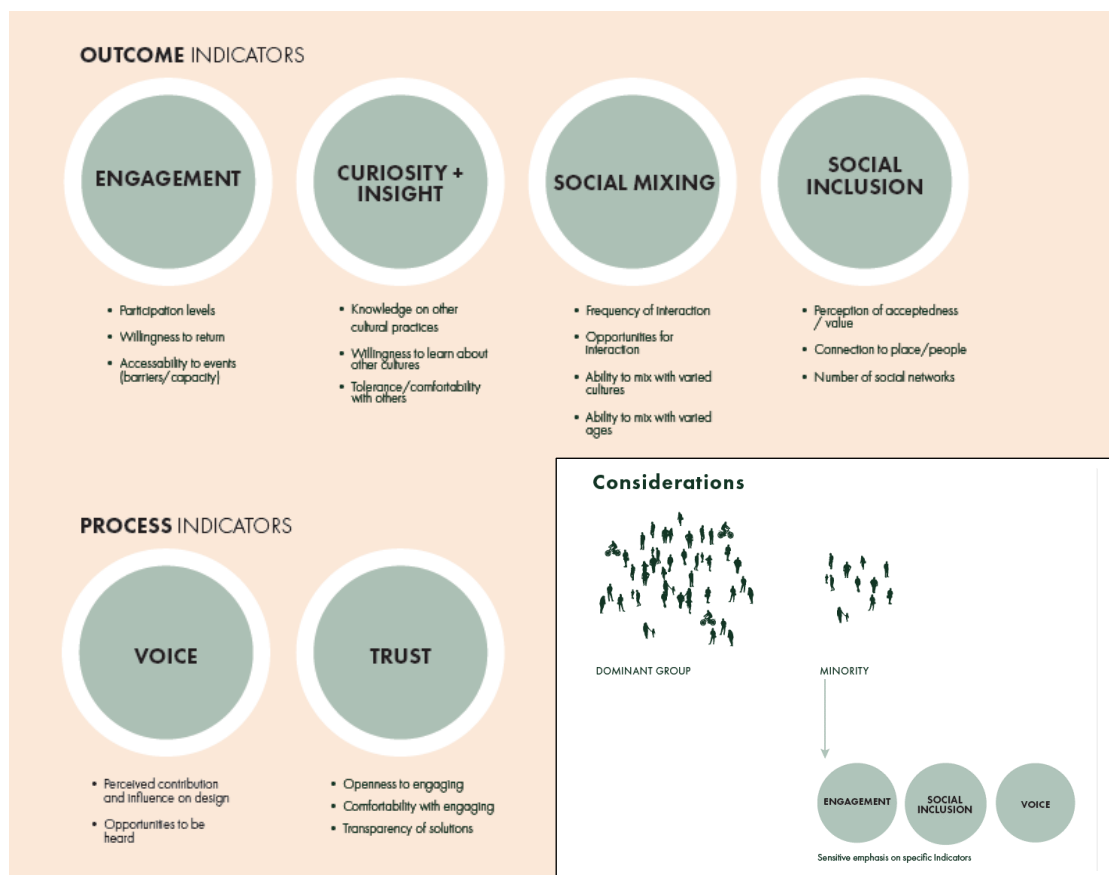 OUTCOME INDICATORS
ENGAGEMENT
CURIOSITY +
INSIGHT
SOCIAL MIXING
SOCIAL
INCLUSION
• Participation levels
• Willingness to return
• Accessability to events
(barriers/capacity)
• Knowledge on other
cultural practices
• Willingness to learn about
other cultures
• Tolerance/comfortability
with others
• Frequency of interaction
• Opportunities for
interaction
• Ability to mix with varied
cultures
• Ability to mix with varied
ages
• Perception of acceptedness
/ value
• Connection to place/people
• Number of social networks
PROCESS INDICATORS
VOICE
TRUST
• Perceived contribution
and influence on design
• Opportunities to be
heard
• Openness to engaging
• Comfortability with engaging
• Transparency of solutions
Considerations
DOMINANT GROUP
MINORITY
ENGAGEMENT
SOCIAL
INCLUSION
VOICE
Sensitive emphasis on specific Indicators